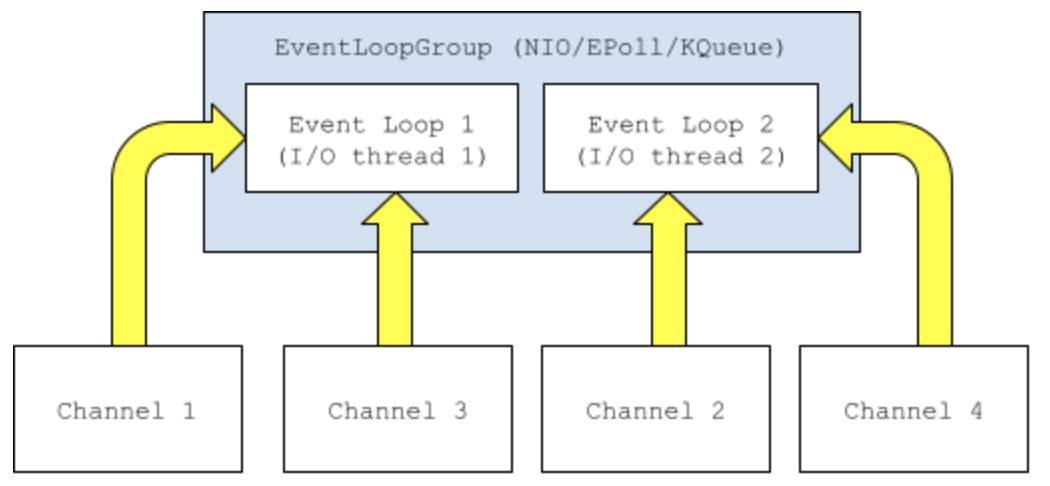 EventLoopGroup (NIO/EPoll/KQueue)
Event Loop 1
(I/O thread 1)
Event Loop 2
(I/O thread 2)
Channel 1
Channel 3
Channel 2
Channel 4